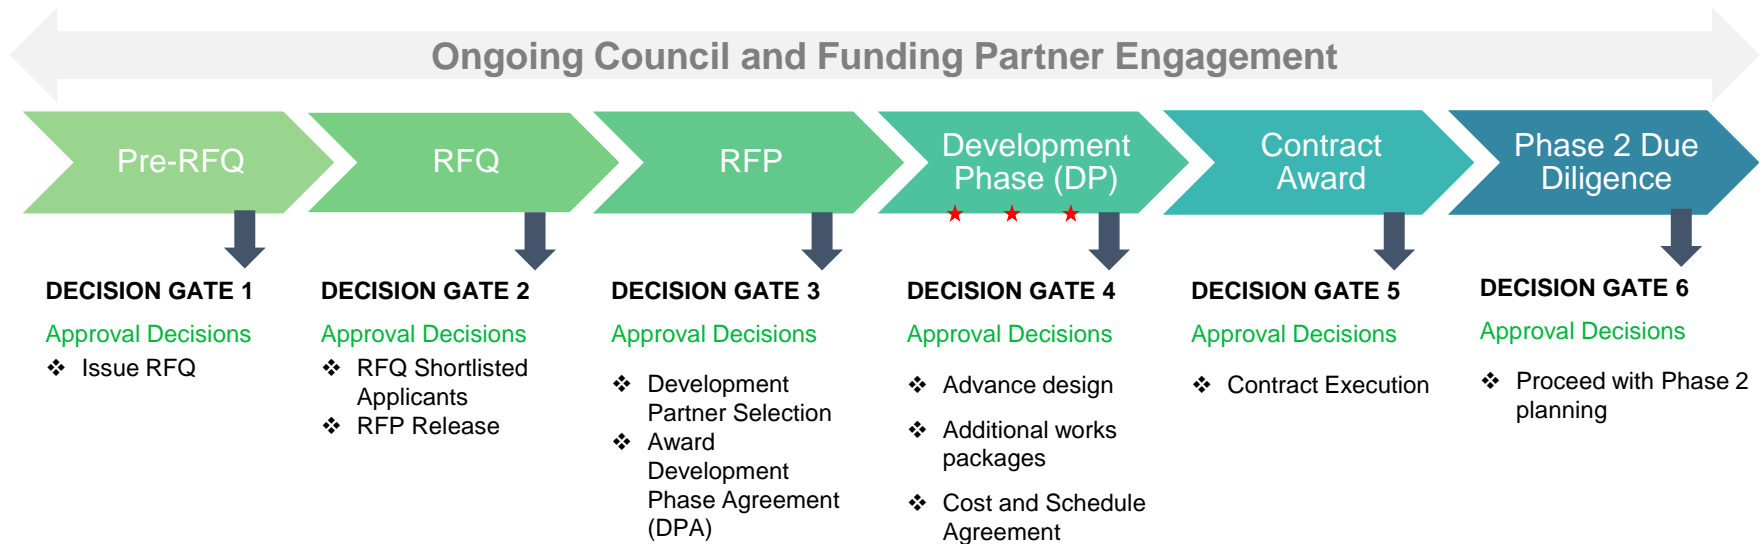 Ongoing Council and Funding Partner Engagement
Pre-RFQ
RFQ
RFP
Development
Phase (DP)
Contract
Award
Phase 2 Due
Diligence
DECISION GATE 1
Approval Decisions
❖ Issue RFQ
DECISION GATE 2
Approval Decisions
❖ RFQ Shortlisted
Applicants
❖ RFP Release
DECISION GATE 3
Approval Decisions
❖ Development
Partner Selection
❖ Award
Development
Phase Agreement
(DPA)
DECISION GATE 4
Approval Decisions
❖ Advance design
❖ Additional works
packages
❖ Cost and Schedule
Agreement
DECISION GATE 5
Approval Decisions
❖ Contract Execution
DECISION GATE 6
Approval Decisions
❖ Proceed with Phase 2
planning